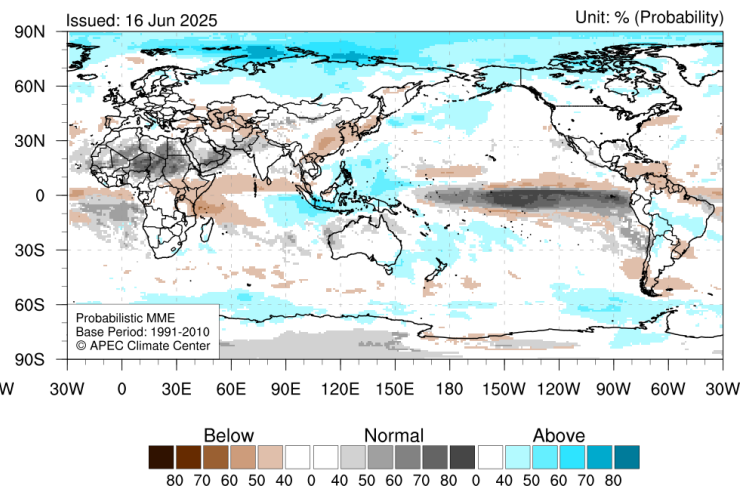 Issued: 16 Jun 2025
Unit: % (Probability)
90N
60N
30N
0
30S
60S
90S
Probabilistic MME
Base Period: 1991-2010
© APEC Climate Center
W 30W 0 30E 60E 90E 120E 150E 180 150W 120W 90W 60W 30W
Below Normal Above
80 70 60 50 40 0 40 50 60 70 80 0 40 50 60 70 80